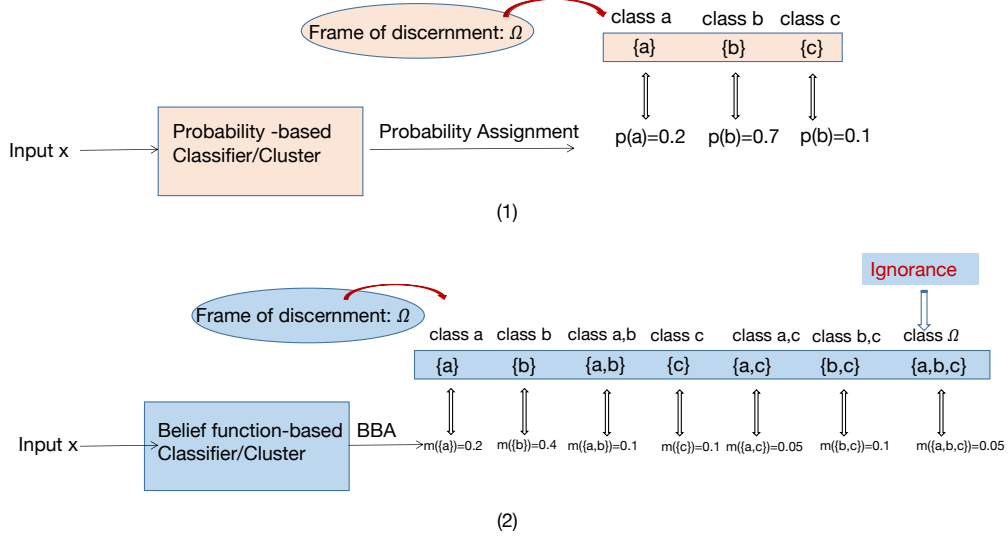 Frame of discernment: Ω
class a class b class c
{a} {b} {c}
Input x
Probability -based
Classifier/Cluster
Probability Assignment
p(a)=0.2 p(b)=0.7 p(b)=0.1
(1)
Ignorance
Frame of discernment: Ω
class a class b class a,b class c class a,c class b,c class Ω
{a} {b} {a,b} {c} {a,c} {b,c} {a,b,c}
Input x
Belief function-based
Classifier/Cluster
BBA
m({a})=0.2 m({b})=0.4 m({a,b})=0.1 m({c})=0.1 m({a,c})=0.05 m({b,c})=0.1 m({a,b,c})=0.05
(2)